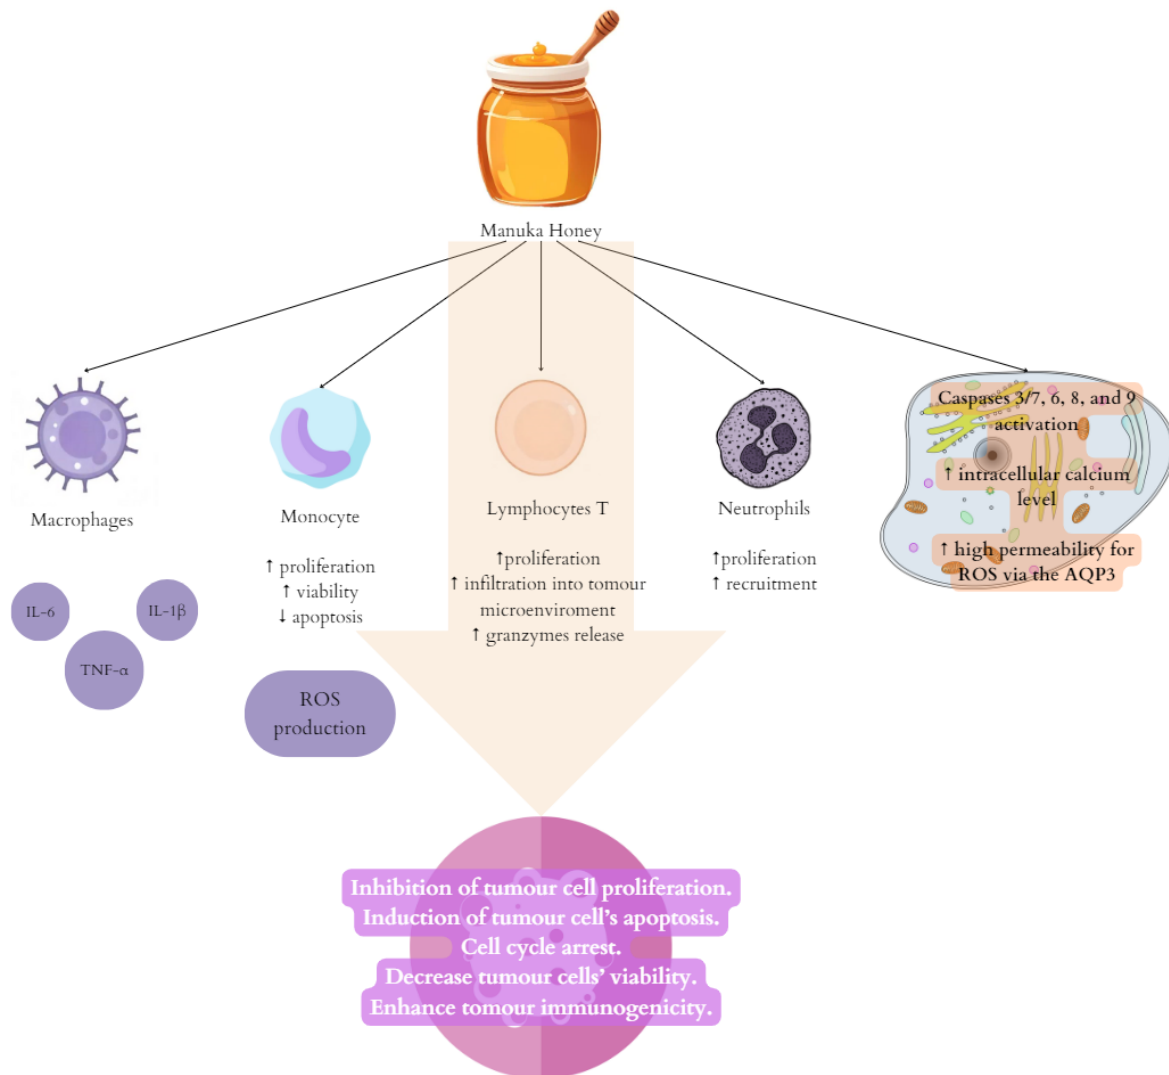 Manuka Honey
Macrophages
IL-6
IL-1β
TNF-α
Monocyte
↑ proliferation
↑ viability
↓ apoptosis
ROS
production
Lymphocytes T
↑proliferation
↑ infiltration into tomour
microenviroment
↑ granzymes release
Neutrophils
↑proliferation
↑ recruitment
Caspases 3/7, 6, 8, and 9
activation
↑ intracellular calcium
level
↑ high permeability for
ROS via the AQP3
Inhibition of tumour cell proliferation.
Induction of tumour cell’s apoptosis.
Cell cycle arrest.
Decrease tumour cells’ viability.
Enhance tomour immunogenicity.